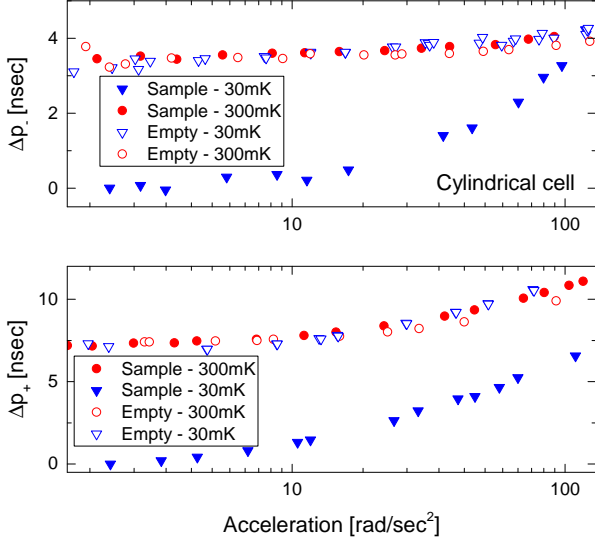 Δp₋ [nsec]
4
2
0
Sample - 30mK
Sample - 300mK
Empty - 30mK
Empty - 300mK
Cylindrical cell
10
100
Δp₊ [nsec]
10
5
0
Sample - 300mK
Sample - 30mK
Empty - 300mK
Empty - 30mK
10
100
Acceleration [rad/sec²]